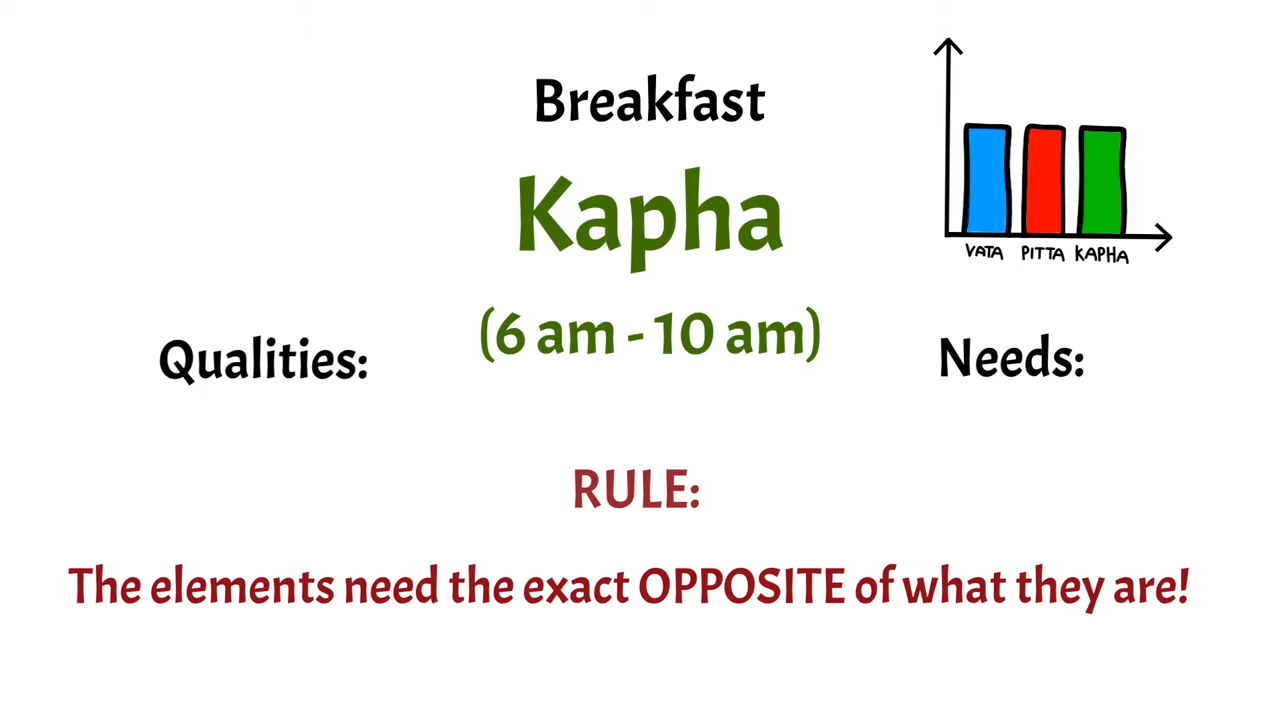 Breakfast
Kapha
(6 am - 10 am)
VATA PITTA KAPHA
Qualities:
Needs:
RULE:
The elements need the exact OPPOSITE of what they are!